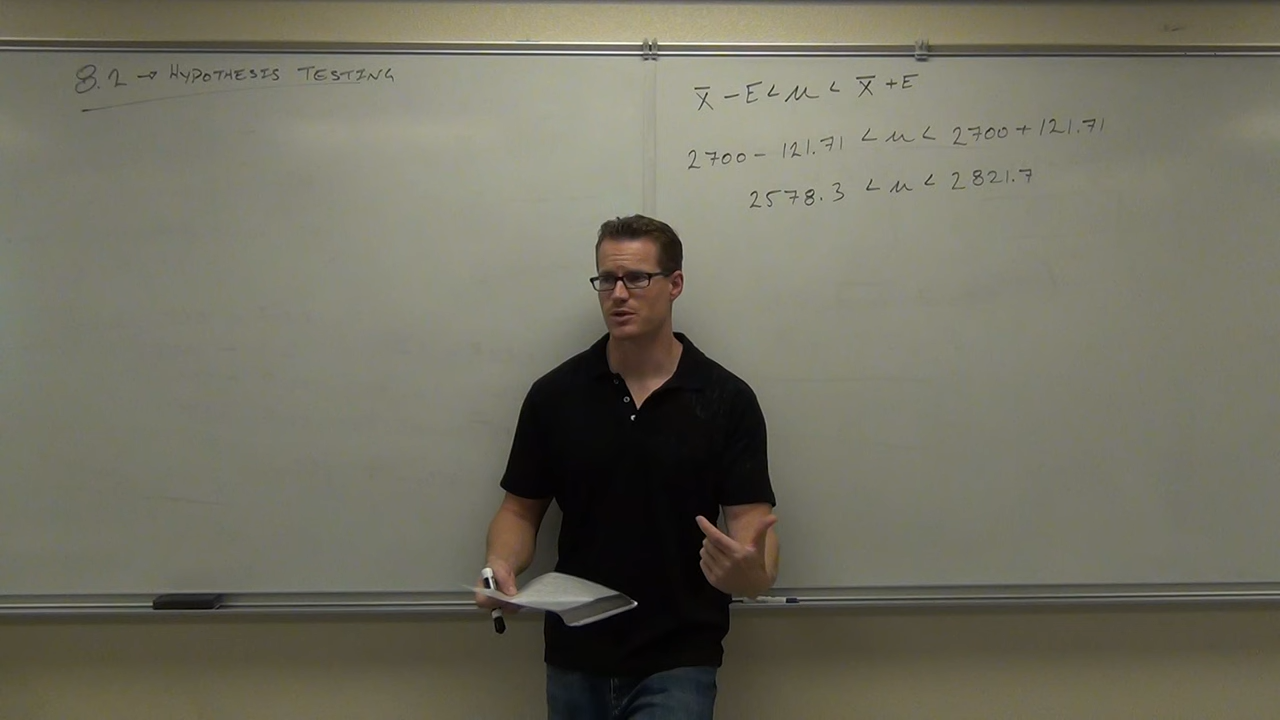 8.2 → HYPOTHESIS TESTING
x̄ - E < μ < x̄ + E
2700 - 121.71 < μ < 2700 + 121.71
2578.3 < μ < 2821.7